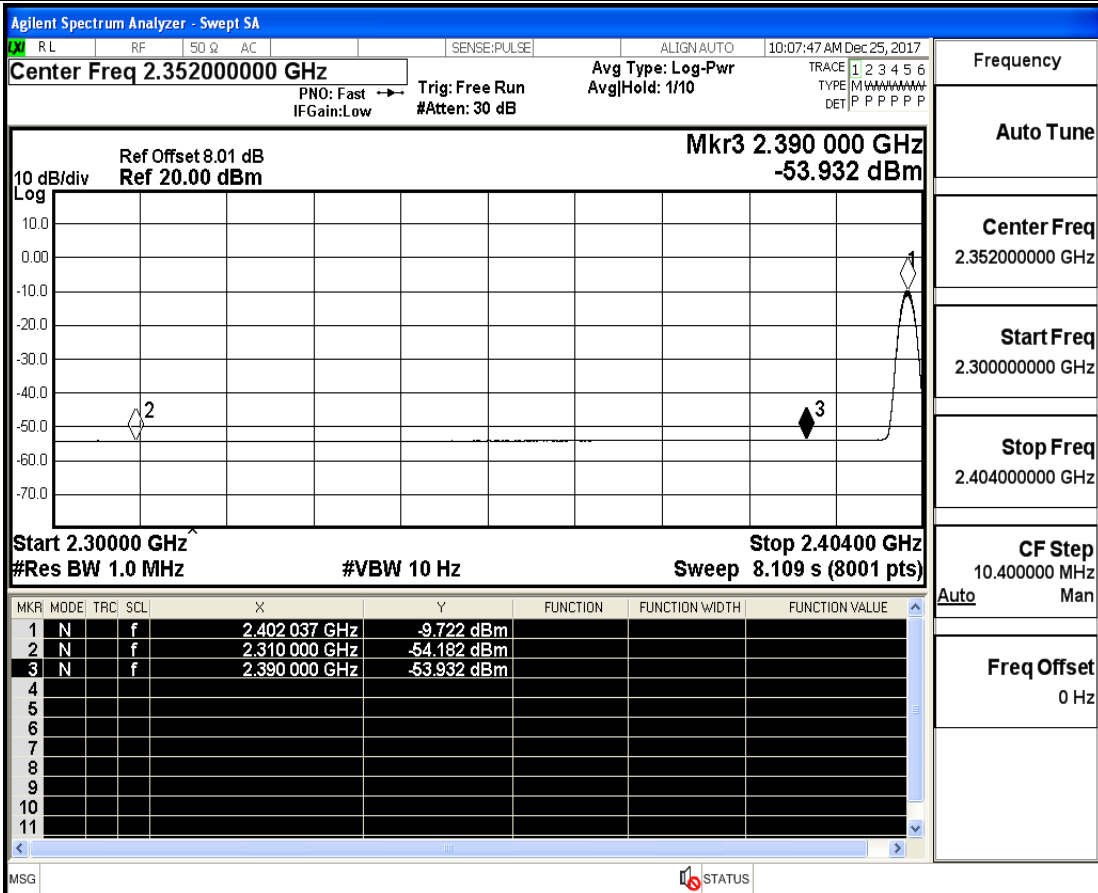 Agilent Spectrum Analyzer - Swept SA
LXI RL RF 50 Ω AC SENSE:PULSE ALIGN AUTO 10:07:47 AM Dec 25, 2017
Center Freq 2.352000000 GHz
PNO: Fast
IFGain:Low
Trig: Free Run
#Atten: 30 dB
Avg Type: Log-Pwr
Avg|Hold: 1/10
TRACE 1 2 3 4 5 6
TYPE M W W W W W
DET P P P P P P
Ref Offset 8.01 dB
10 dB/div Ref 20.00 dBm
Log
Mkr3 2.390 000 GHz
-53.932 dBm
10.0
0.00
-10.0
-20.0
-30.0
-40.0
-50.0
-60.0
-70.0
1
2
3
Start 2.30000 GHz^ Stop 2.40400 GHz
#Res BW 1.0 MHz #VBW 10 Hz Sweep 8.109 s (8001 pts)
MKR MODE TRC SCL X Y FUNCTION FUNCTION WIDTH FUNCTION VALUE
1 N f 2.402 037 GHz -9.722 dBm
2 N f 2.310 000 GHz -54.182 dBm
3 N f 2.390 000 GHz -53.932 dBm
4
5
6
7
8
9
10
11
MSG STATUS
Frequency
Auto Tune
Center Freq
2.352000000 GHz
Start Freq
2.300000000 GHz
Stop Freq
2.404000000 GHz
CF Step
10.400000 MHz
Auto Man
Freq Offset
0 Hz